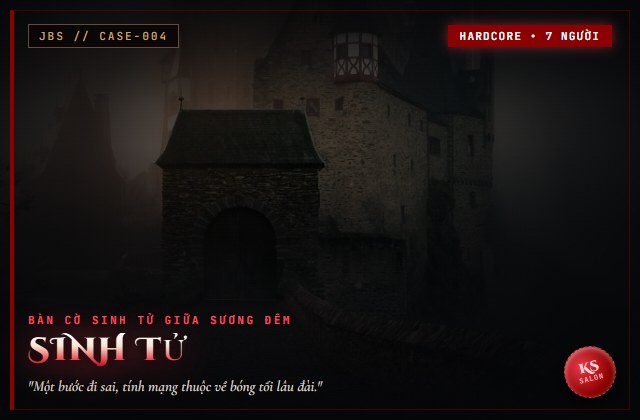 JBS // CASE-004
HARDCORE • 7 NGƯỜI
BÀN CỜ SINH TỬ GIỮA SƯƠNG ĐÊM
SINH TỬ
"Một bước đi sai, tính mạng thuộc về bóng tối lâu đài."
KS
SALON